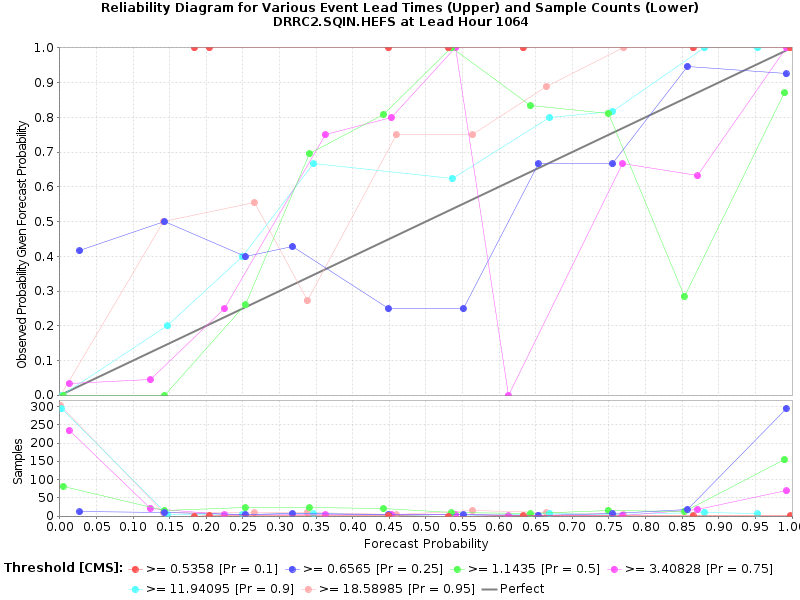 Reliability Diagram for Various Event Lead Times (Upper) and Sample Counts (Lower)
DRRC2.SQIN.HEFS at Lead Hour 1064
Observed Probability Given Forecast Probability
1.0
0.9
0.8
0.7
0.6
0.5
0.4
0.3
0.2
0.1
0.0
Samples
300
250
200
150
100
50
0
0.00 0.05 0.10 0.15 0.20 0.25 0.30 0.35 0.40 0.45 0.50 0.55 0.60 0.65 0.70 0.75 0.80 0.85 0.90 0.95 1.0
Forecast Probability
Threshold [CMS]: >= 0.5358 [Pr = 0.1] >= 0.6565 [Pr = 0.25] >= 1.1435 [Pr = 0.5] >= 3.40828 [Pr = 0.75]
>= 11.94095 [Pr = 0.9] >= 18.58985 [Pr = 0.95] Perfect